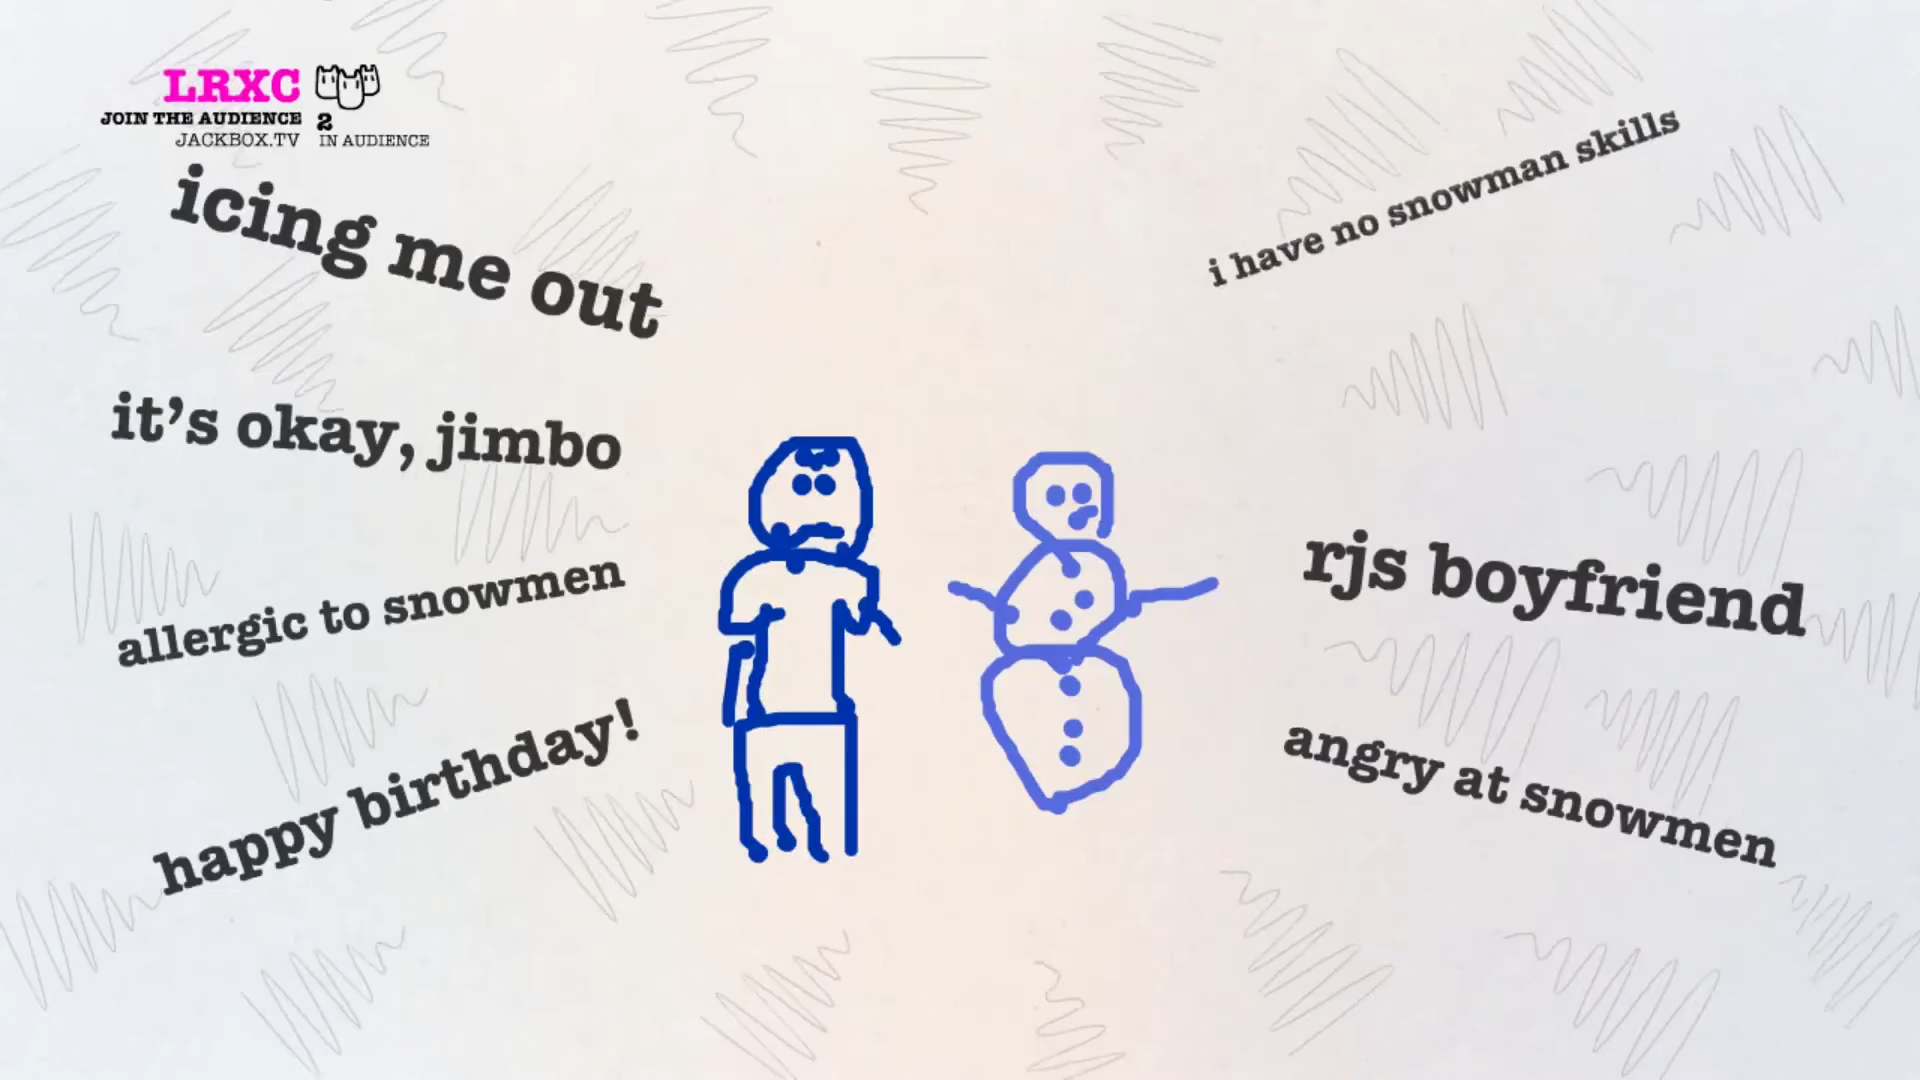 LRXC
JOIN THE AUDIENCE
JACKBOX.TV
2
IN AUDIENCE
icing me out
i have no snowman skills
it's okay, jimbo
allergic to snowmen
rjs boyfriend
happy birthday!
angry at snowmen